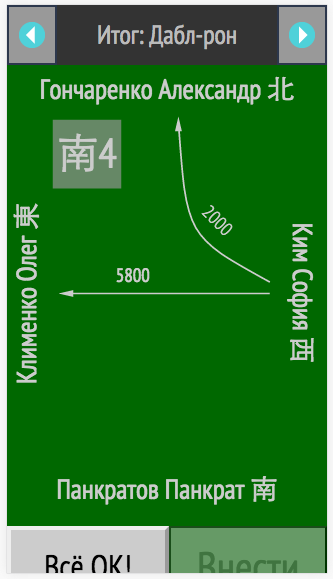 Итог: Дабл-рон
Гончаренко Александр 北
南4
Клименко Олег 東
2000
5800
Ким София 西
Панкратов Панкрат 南
Всё OK!
Внести